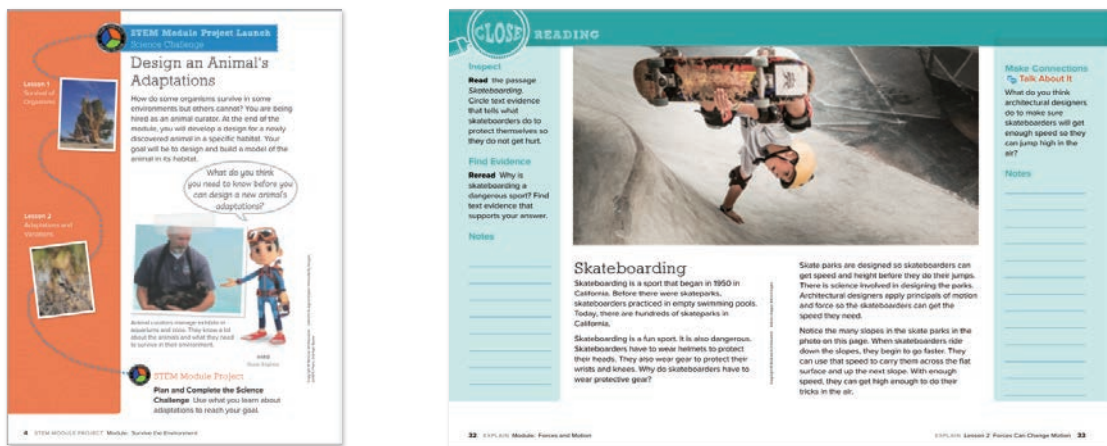 STEM Module Project Launch
Science Challenge
Design an Animal's
Adaptations
Lesson 1
Survival of
Organisms
How do some organisms survive in some
environments but others cannot? You are being
hired as an animal curator. At the end of the
module, you will develop a design for a newly
discovered animal in a specific habitat. Your
goal will be to design and build a model of the
animal in its habitat.
What do you think
you need to know before you
can design a new animal's
adaptations?
Lesson 2
Adaptations and
Variations
Animal curators manage exhibits in
aquariums and zoos. They know a lot
about the animals and what they need
to survive in their environment.
STEM Module Project
Plan and Complete the Science
Challenge Use what you learn about
adaptations to reach your goal.
4 STEM MODULE PROJECT Module: Survive the Environment
CLOSE READING
Inspect
Read the passage
Skateboarding.
Circle text evidence
that tells what
skateboarders do to
protect themselves so
they do not get hurt.
Find Evidence
Reread Why is
skateboarding a
dangerous sport? Find
text evidence that
supports your answer.
Notes
Skateboarding
Skateboarding is a sport that began in 1950 in
California. Before there were skateparks,
skateboarders practiced in empty swimming pools.
Today, there are hundreds of skateparks in
California.
Skateboarding is a fun sport. It is also dangerous.
Skateboarders have to wear helmets to protect
their heads. They also wear gear to protect their
wrists and knees. Why do skateboarders have to
wear protective gear?
Skate parks are designed so skateboarders can
get speed and height before they do their jumps.
There is science involved in designing the parks.
Architectural designers apply principals of motion
and force so the skateboarders can get the
speed they need.
Notice the many slopes in the skate parks in the
photo on this page. When skateboarders ride
down the slopes, they begin to go faster. They
can use that speed to carry them across the flat
surface and up the next slope. With enough
speed, they can get high enough to do their
tricks in the air.
Make Connections
Talk About It
What do you think
architectural designers
do to make sure
skateboarders will get
enough speed so they
can jump high in the
air?
Notes
32 EXPLAIN Module: Forces and Motion
EXPLAIN Lesson 2 Forces Can Change Motion 33